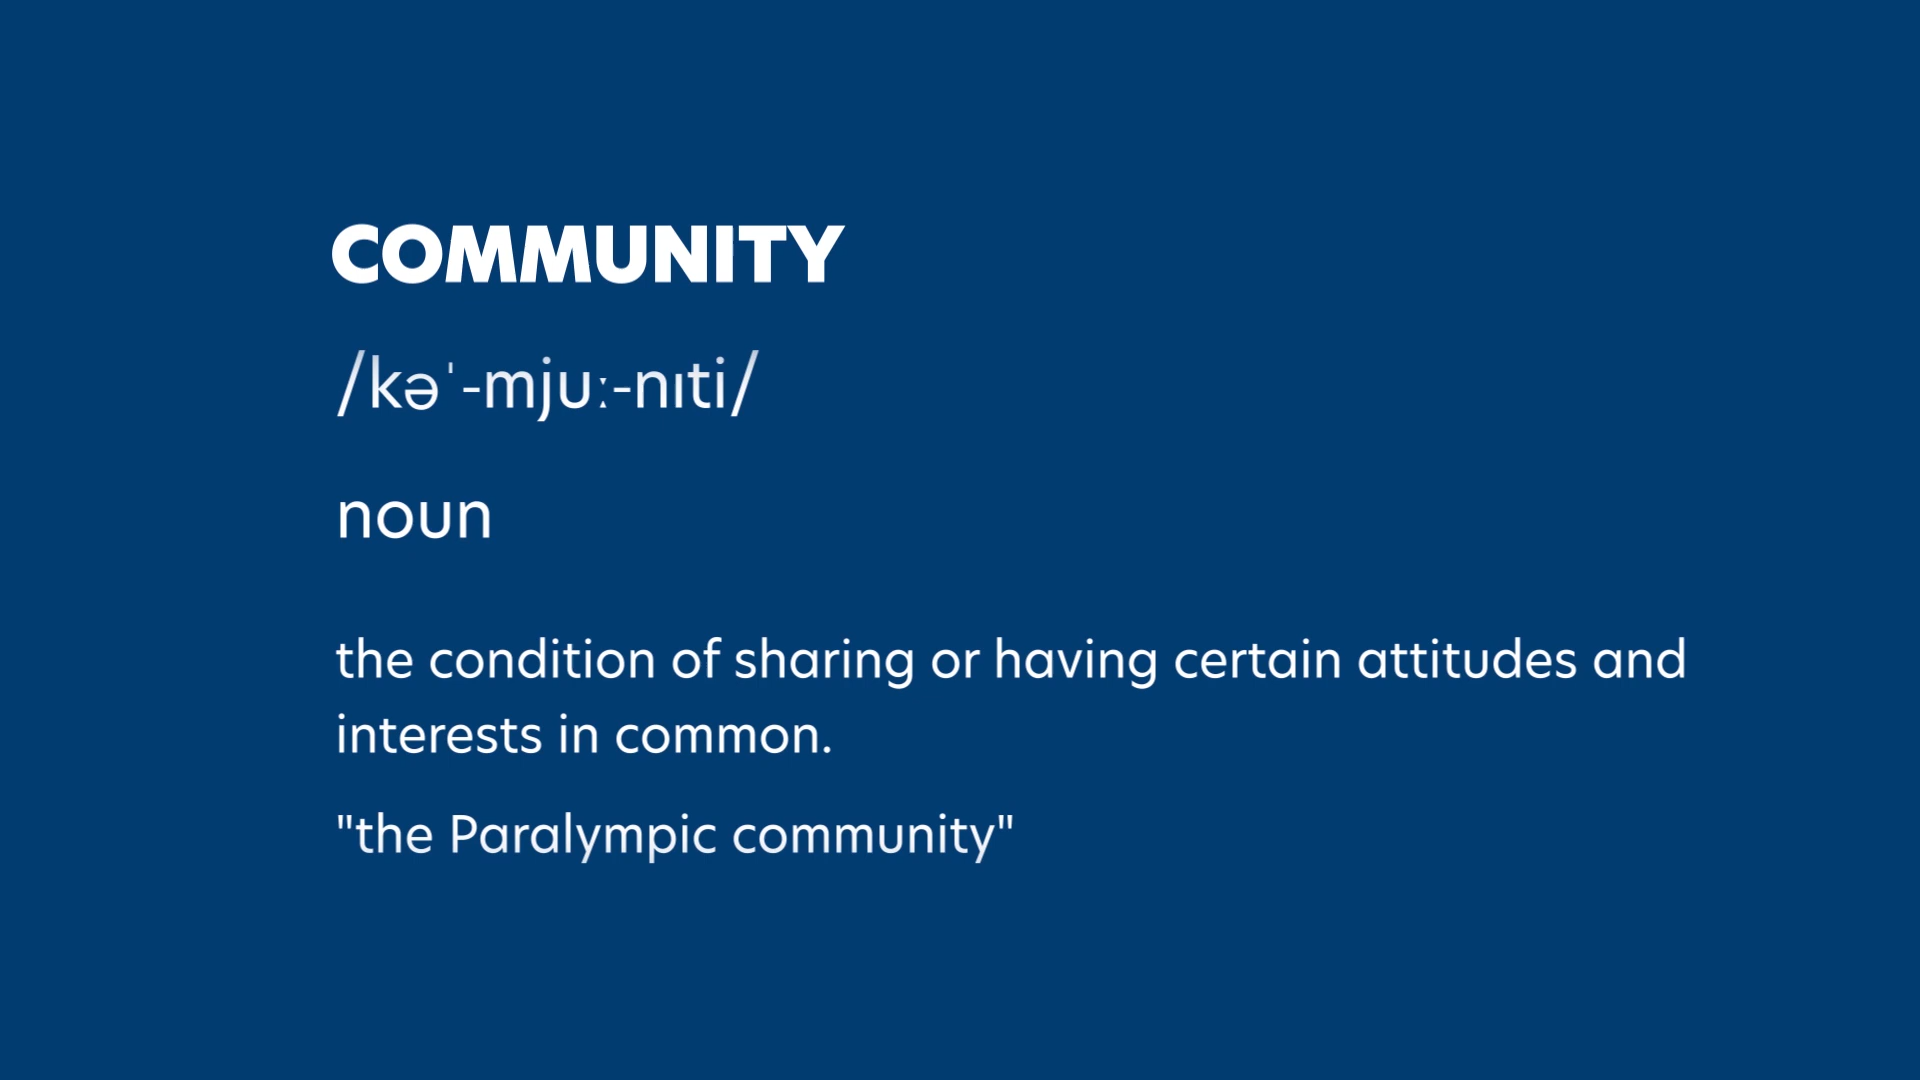 COMMUNITY
/kəˈ-mjuː-nıti/
noun
the condition of sharing or having certain attitudes and
interests in common.
"the Paralympic community"